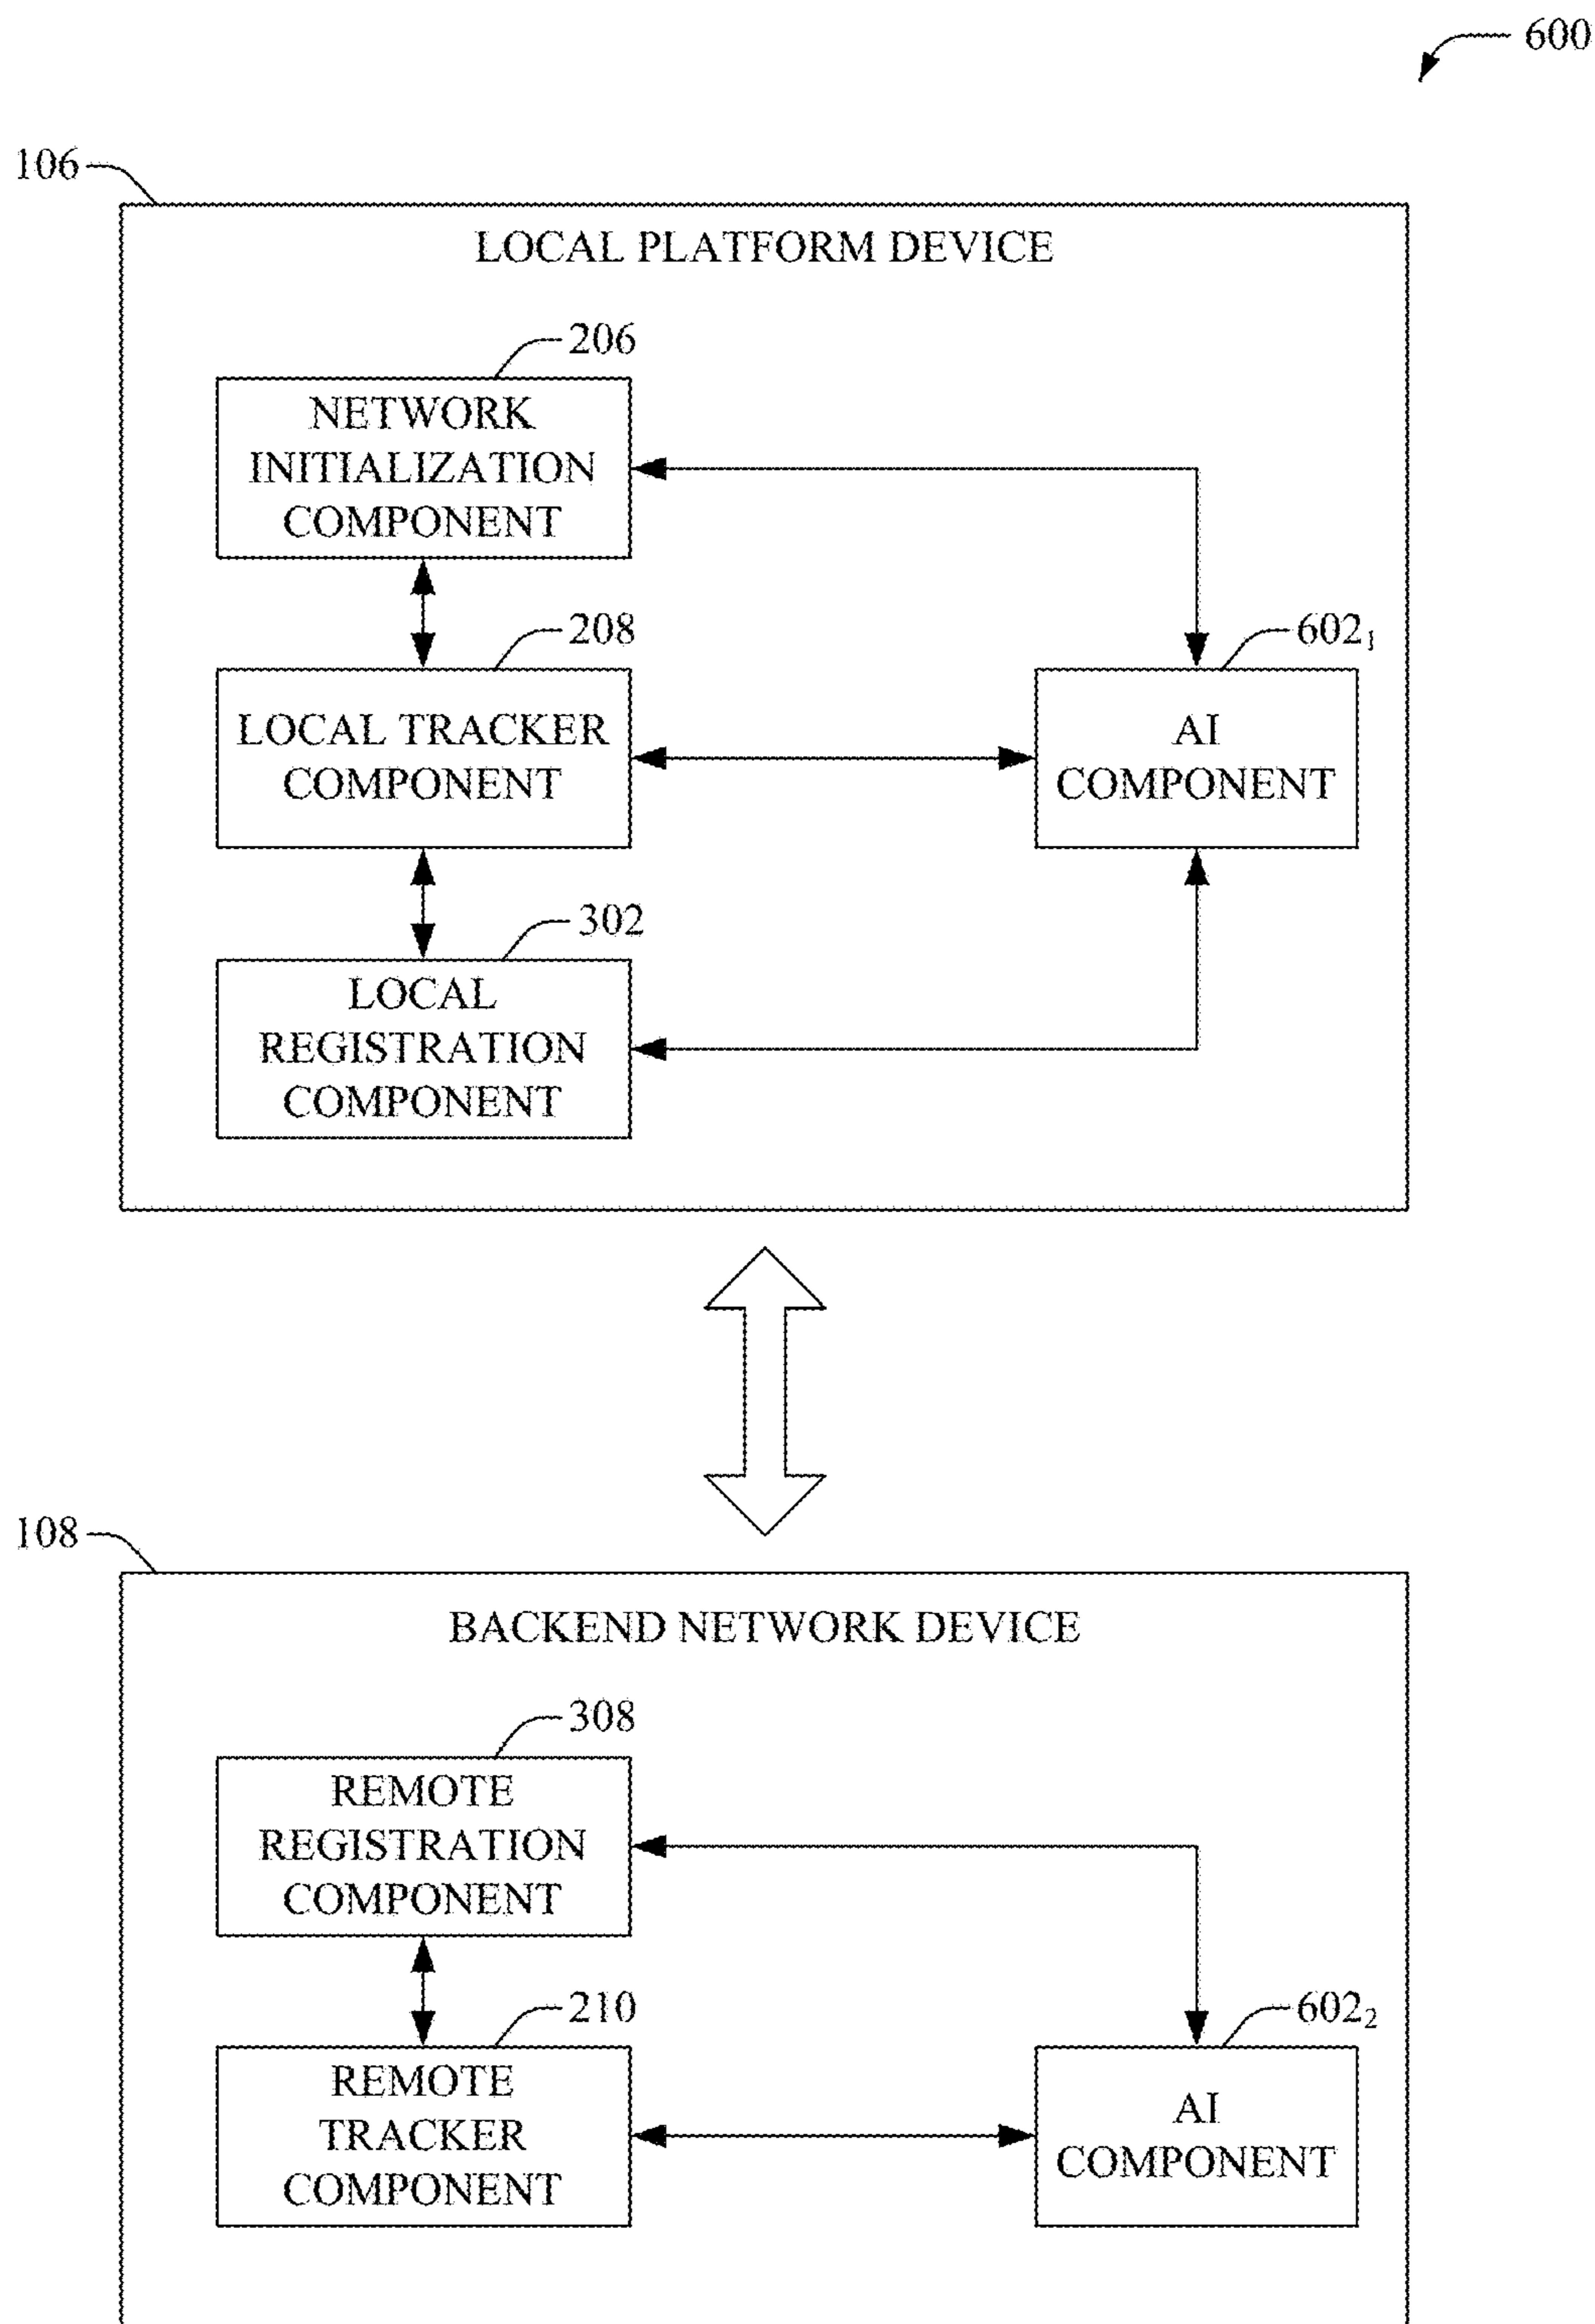 600
106
LOCAL PLATFORM DEVICE
206
NETWORK
INITIALIZATION
COMPONENT
208
602₁
LOCAL TRACKER
COMPONENT
AI
COMPONENT
302
LOCAL
REGISTRATION
COMPONENT
108
BACKEND NETWORK DEVICE
308
REMOTE
REGISTRATION
COMPONENT
210
602₂
REMOTE
TRACKER
COMPONENT
AI
COMPONENT